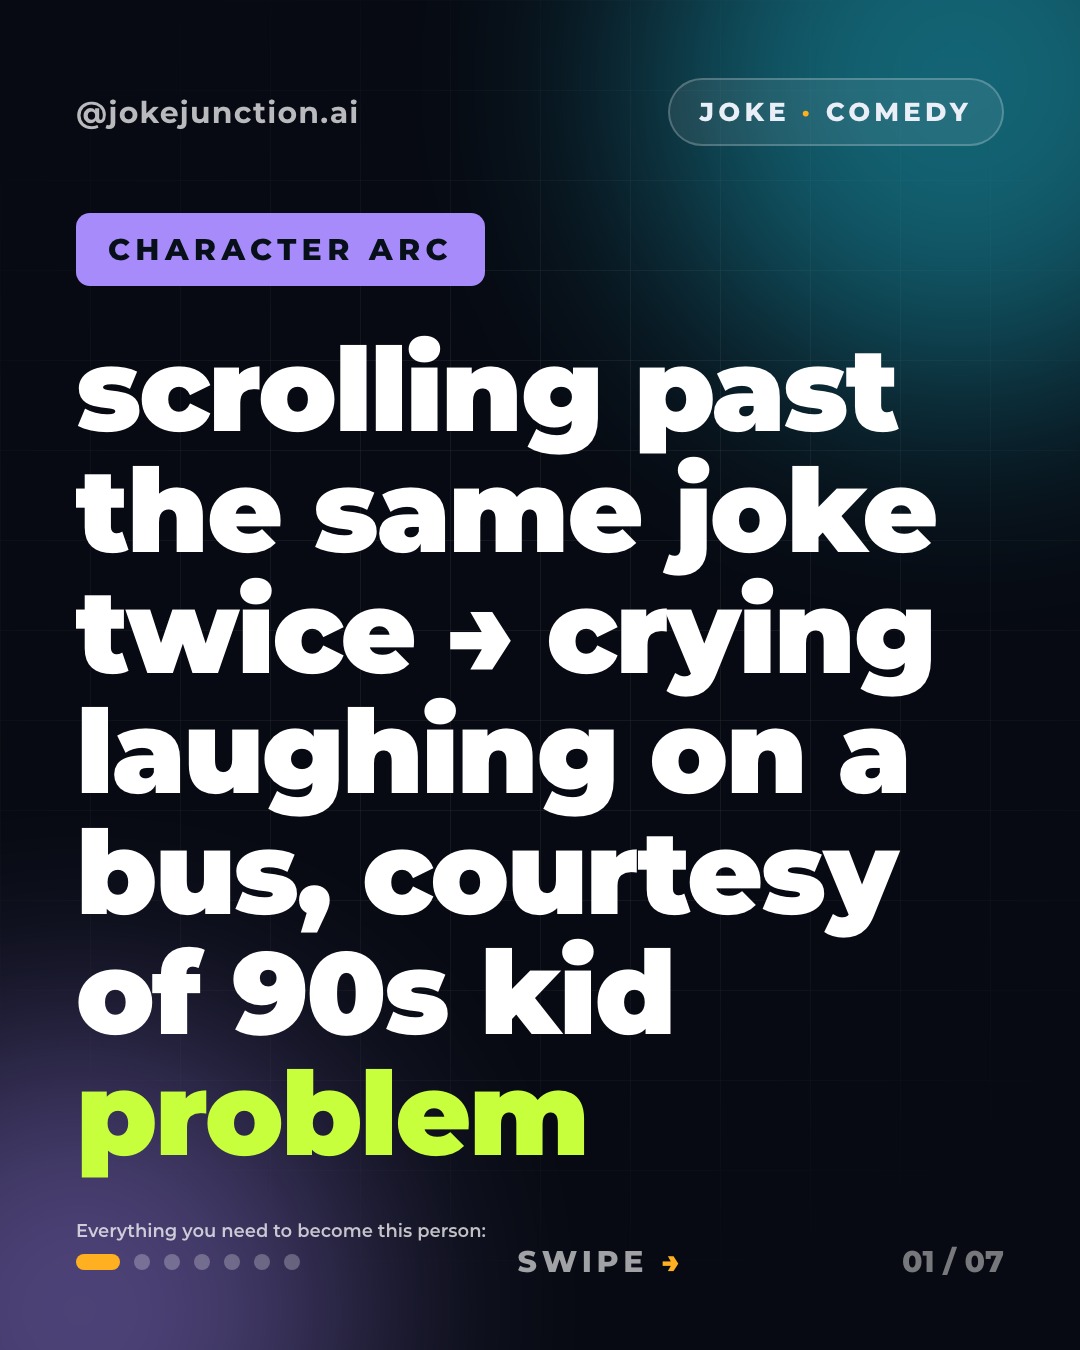 @jokejunction.ai
JOKE · COMEDY
CHARACTER ARC
scrolling past
the same joke
twice → crying
laughing on a
bus, courtesy
of 90s kid
problem
Everything you need to become this person:
SWIPE →
01 / 07